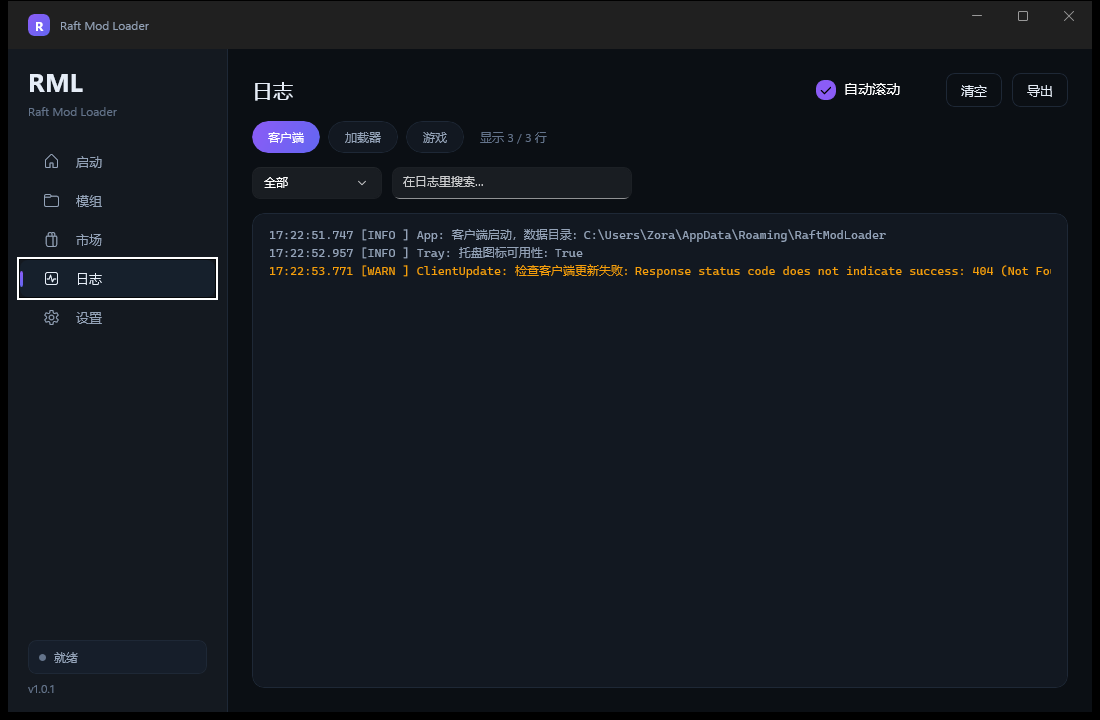 R Raft Mod Loader
RML
Raft Mod Loader
启动
模组
市场
日志
设置
就绪
v1.0.1
日志
自动滚动
清空
导出
客户端
加载器
游戏
显示 3 / 3 行
全部
在日志里搜索...
17:22:51.747 [INFO ] App: 客户端启动, 数据目录: C:\Users\Zora\AppData\Roaming\RaftModLoader
17:22:52.957 [INFO ] Tray: 托盘图标可用性: True
17:22:53.771 [WARN ] ClientUpdate: 检查客户端更新失败: Response status code does not indicate success: 404 (Not Fou